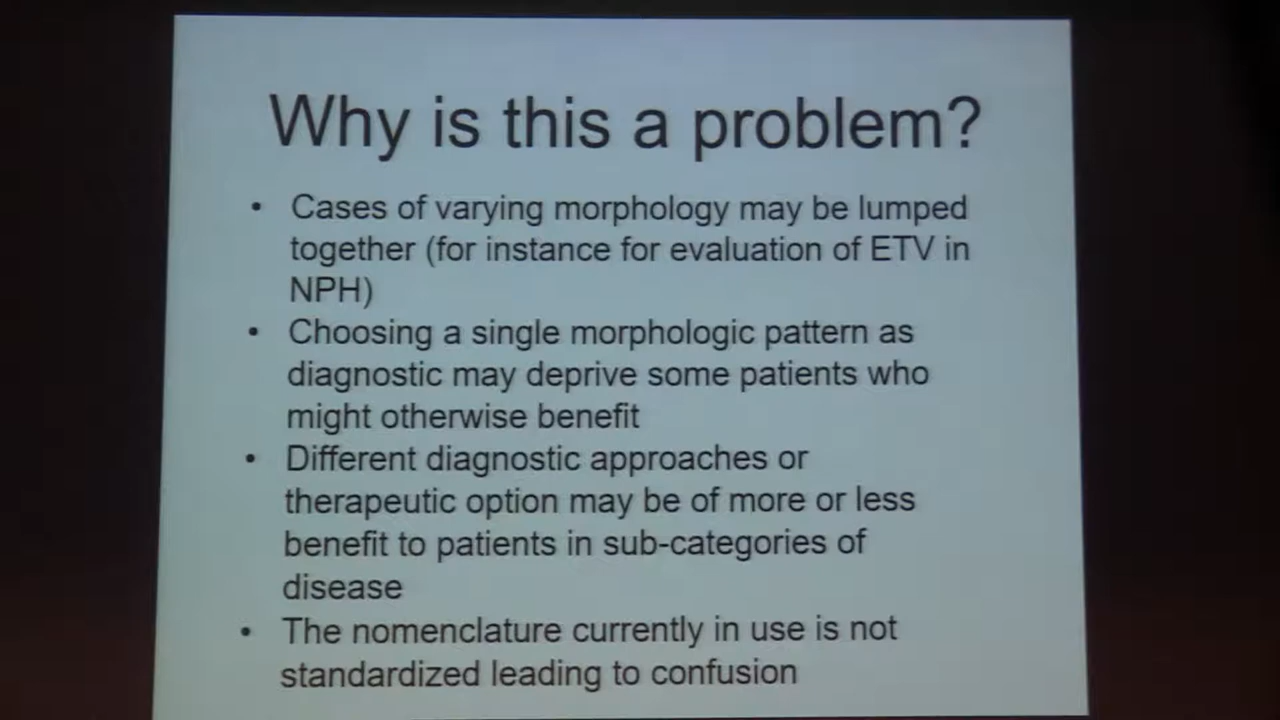 Why is this a problem?
• Cases of varying morphology may be lumped
together (for instance for evaluation of ETV in
NPH)
• Choosing a single morphologic pattern as
diagnostic may deprive some patients who
might otherwise benefit
• Different diagnostic approaches or
therapeutic option may be of more or less
benefit to patients in sub-categories of
disease
• The nomenclature currently in use is not
standardized leading to confusion